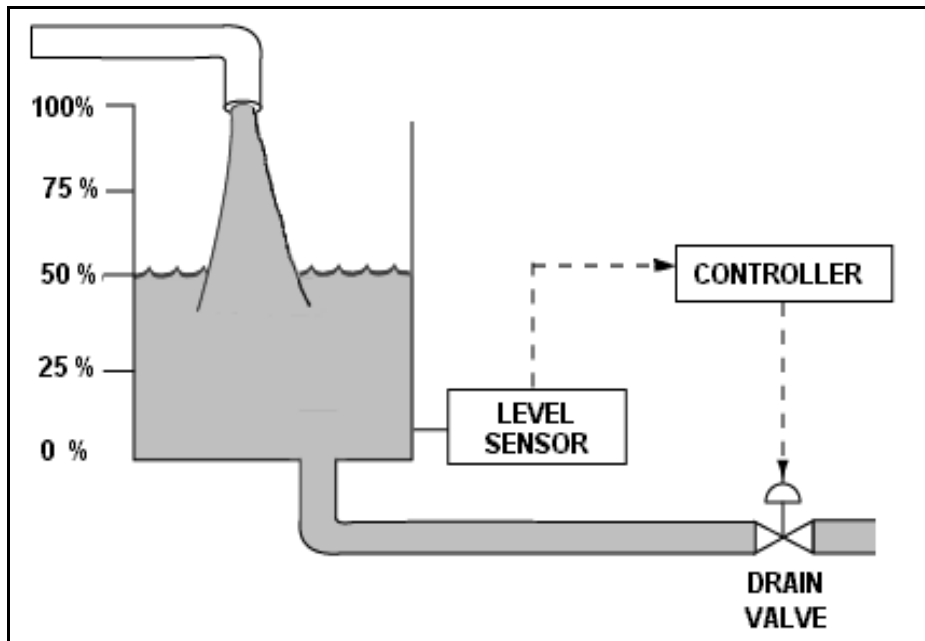 100%
75 %
50 %
25 %
0 %
CONTROLLER
LEVEL
SENSOR
DRAIN
VALVE